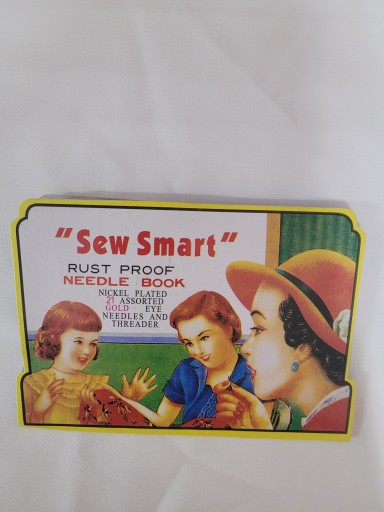 "Sew Smart"
RUST PROOF
NEEDLE BOOK
NICKEL PLATED
21 ASSORTED
GOLD EYE
NEEDLES AND
THREADER